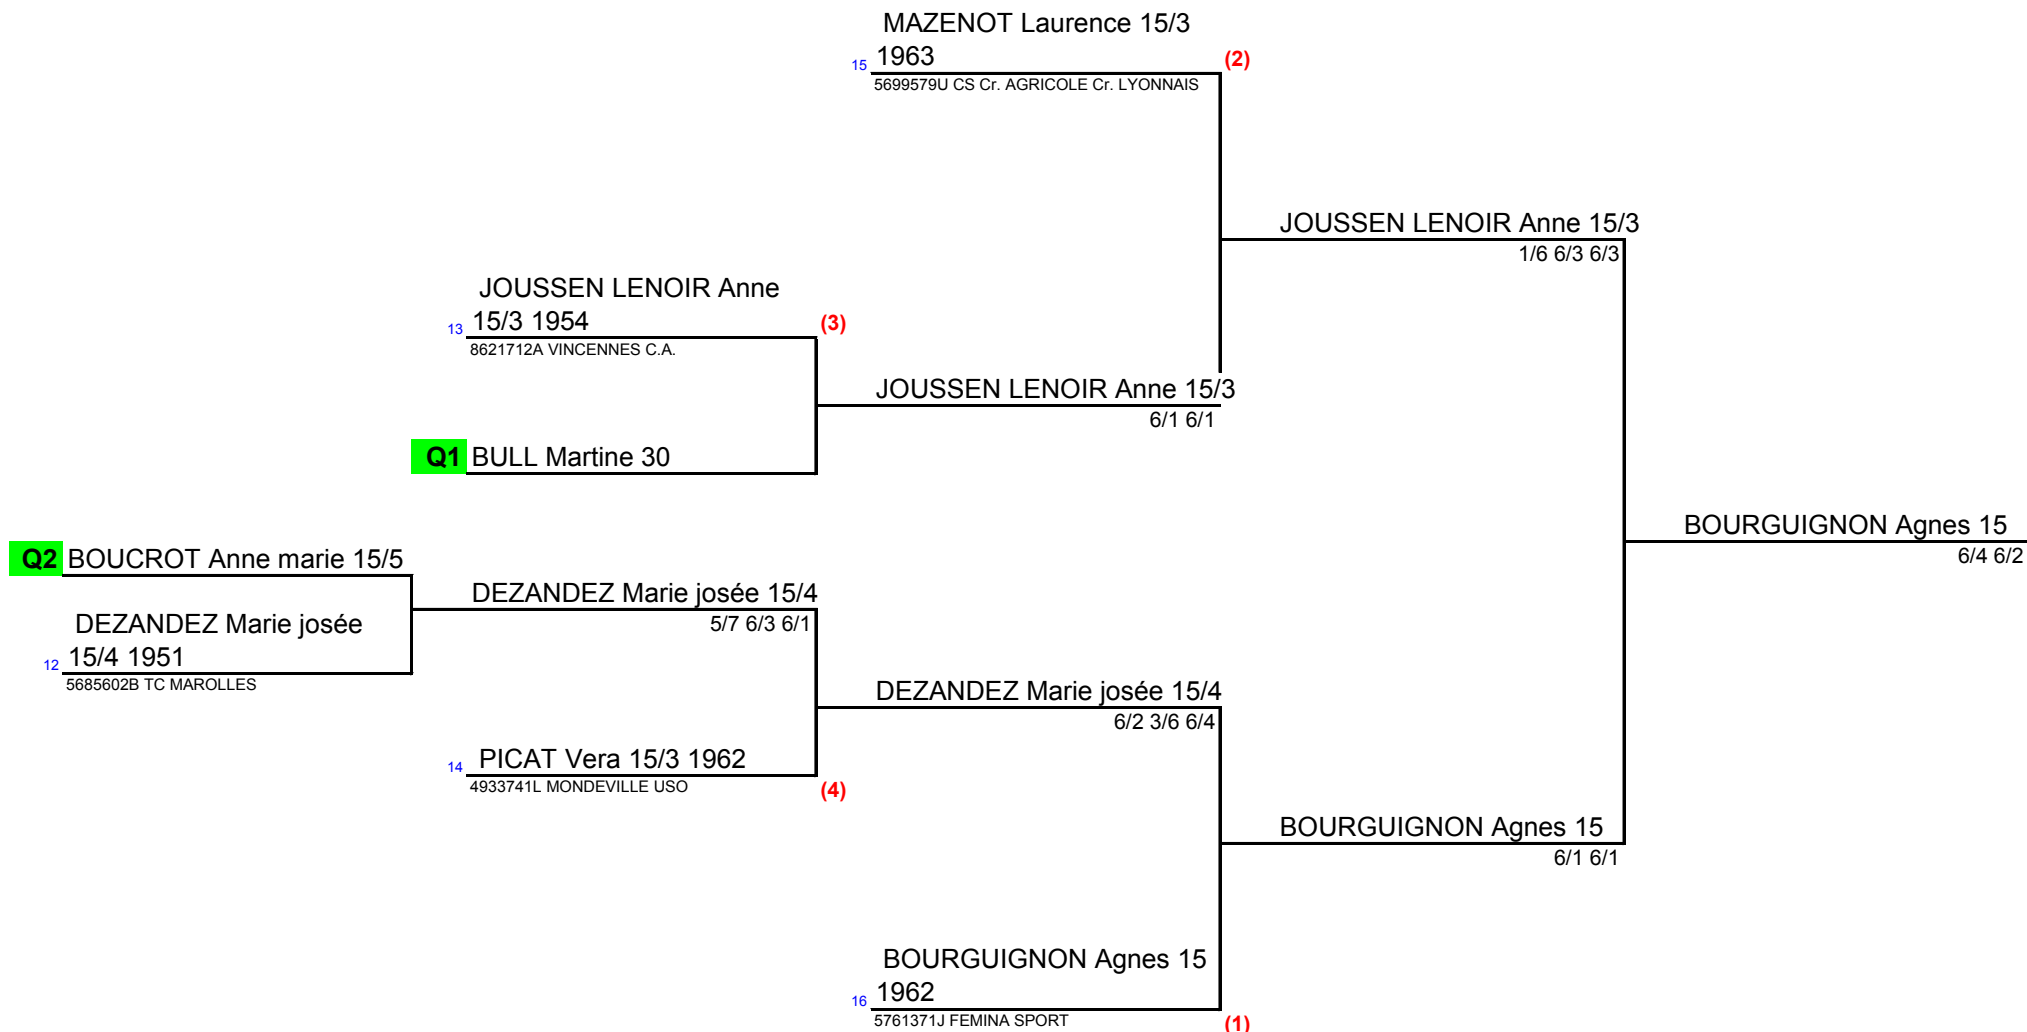 MAZENOT Laurence 15/3
15 1963 (2)
5699579U CS Cr. AGRICOLE Cr. LYONNAIS
JOUSSEN LENOIR Anne 15/3
1/6 6/3 6/3
JOUSSEN LENOIR Anne
13 15/3 1954 (3)
8621712A VINCENNES C.A.
JOUSSEN LENOIR Anne 15/3
6/1 6/1
Q1 BULL Martine 30
BOURGUIGNON Agnes 15
6/4 6/2
Q2 BOUCROT Anne marie 15/5
DEZANDEZ Marie josée 15/4
5/7 6/3 6/1
DEZANDEZ Marie josée
12 15/4 1951
5685602B TC MAROLLES
DEZANDEZ Marie josée 15/4
6/2 3/6 6/4
14 PICAT Vera 15/3 1962
4933741L MONDEVILLE USO (4)
BOURGUIGNON Agnes 15
6/1 6/1
BOURGUIGNON Agnes 15
16 1962
5761371J FEMINA SPORT (1)